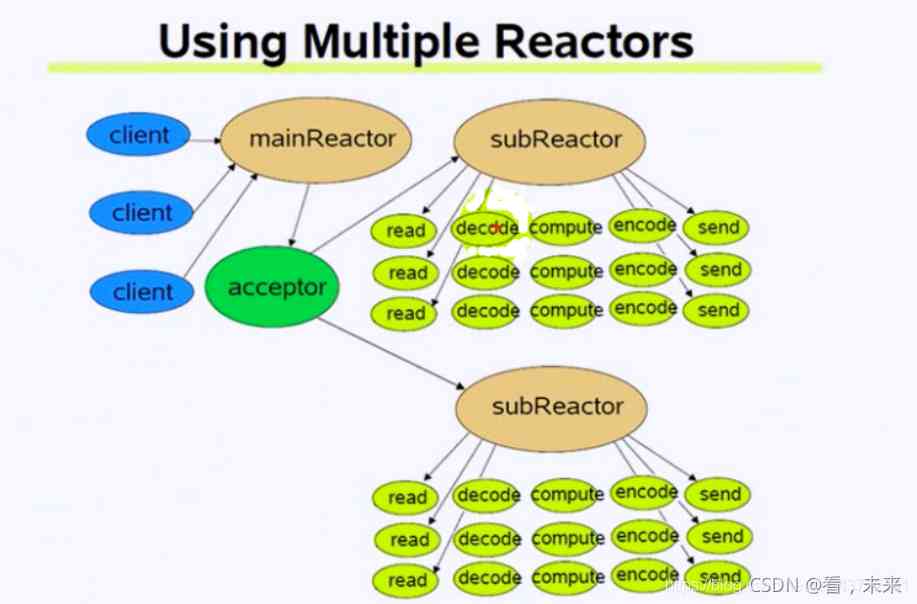 Using Multiple Reactors
client
mainReactor
subReactor
client
read decode compute encode send
client
acceptor
read decode compute encode send
read decode compute encode send
subReactor
read decode compute encode send
read decode compute encode send
read decode compute encode send
CSDN @看，未来